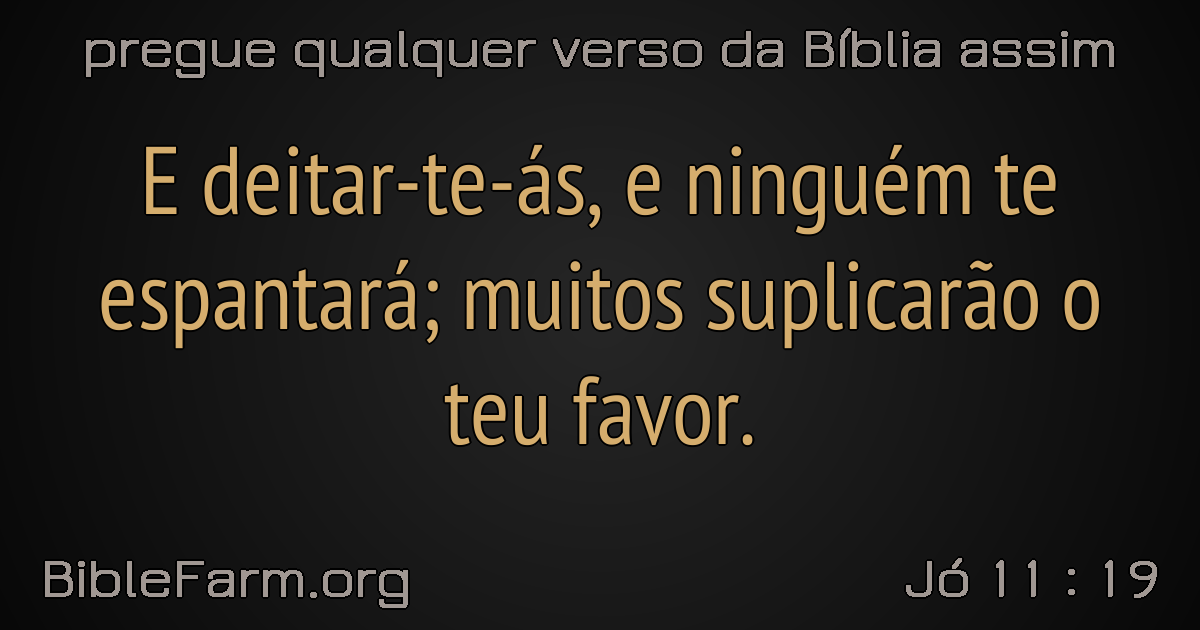 pregue qualquer verso da Bíblia assim
E deitar-te-ás, e ninguém te
espantará; muitos suplicarão o
teu favor.
BibleFarm.org
Jó 11 : 19